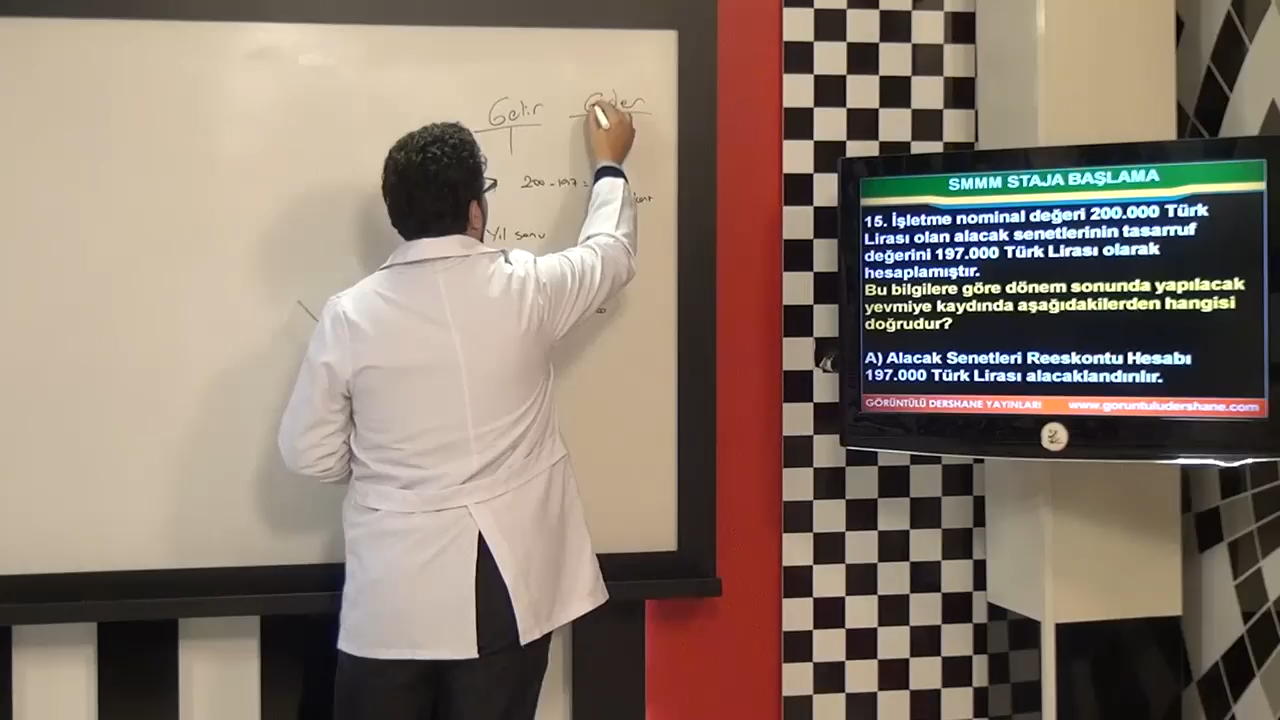 Gelir Gider
200-197=
Yıl sonu
SMMM STAJA BAŞLAMA
15. İşletme nominal değeri 200.000 Türk
Lirası olan alacak senetlerinin tasarruf
değerini 197.000 Türk Lirası olarak
hesaplamıştır.
Bu bilgilere göre dönem sonunda yapılacak
yevmiye kaydında aşağıdakilerden hangisi
doğrudur?
A) Alacak Senetleri Reeskontu Hesabı
197.000 Türk Lirası alacaklandırılır.
GÖRÜNTÜLÜ DERSHANE YAYINLARI www.goruntuludershane.com